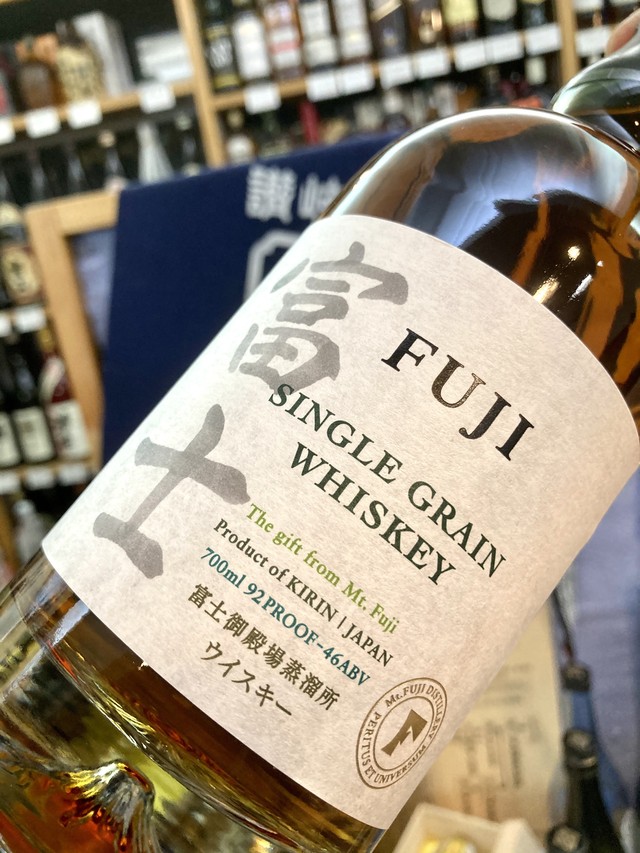 讃岐
富士
FUJI
SINGLE GRAIN
WHISKEY
The gift from Mt. Fuji
Product of KIRIN | JAPAN
700ml 92PROOF-46ABV
富士御殿場蒸溜所
ウイスキー
Mt.FUJI DISTILLERY
F
PERITUS ET UNIVERSUM